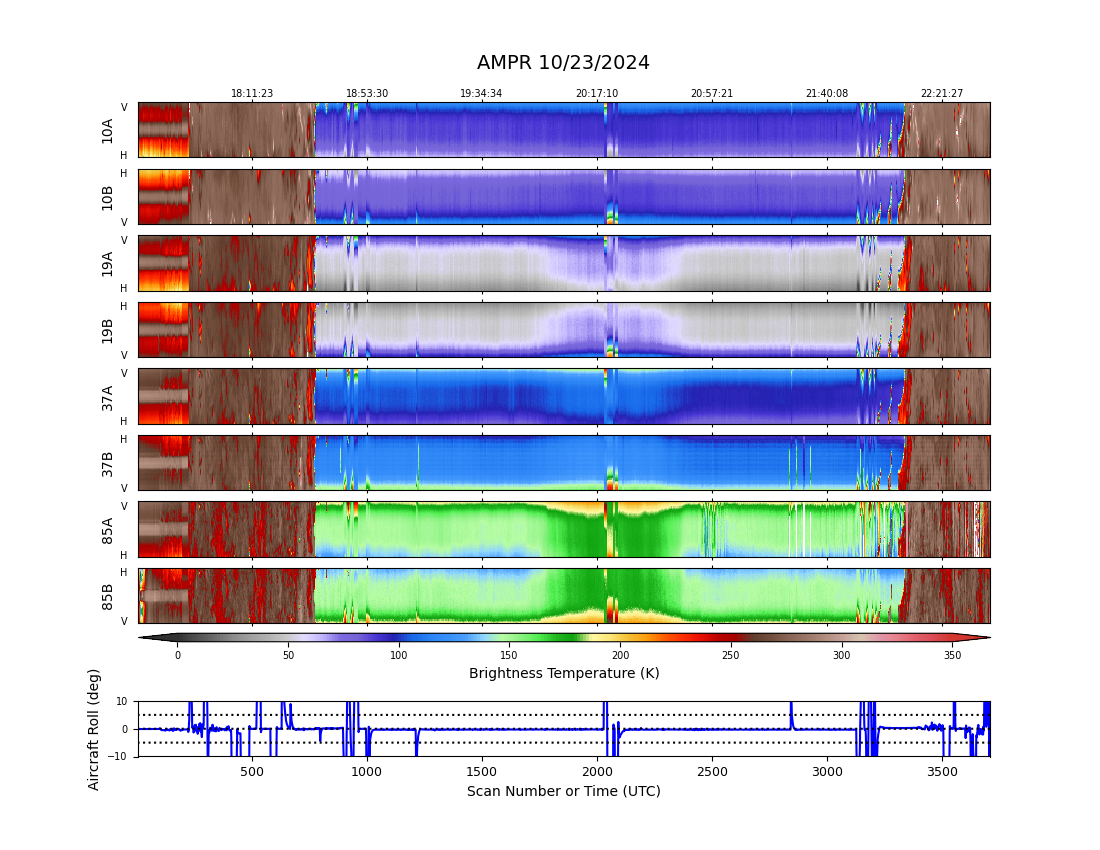 AMPR 10/23/2024
18:11:23 18:53:30 19:34:34 20:17:10 20:57:21 21:40:08 22:21:27
V
10A
H
H
10B
V
V
19A
H
H
19B
V
V
37A
H
H
37B
V
V
85A
H
H
85B
V
0 50 100 150 200 250 300 350
Brightness Temperature (K)
Aircraft Roll (deg)
10
0
−10
500 1000 1500 2000 2500 3000 3500
Scan Number or Time (UTC)